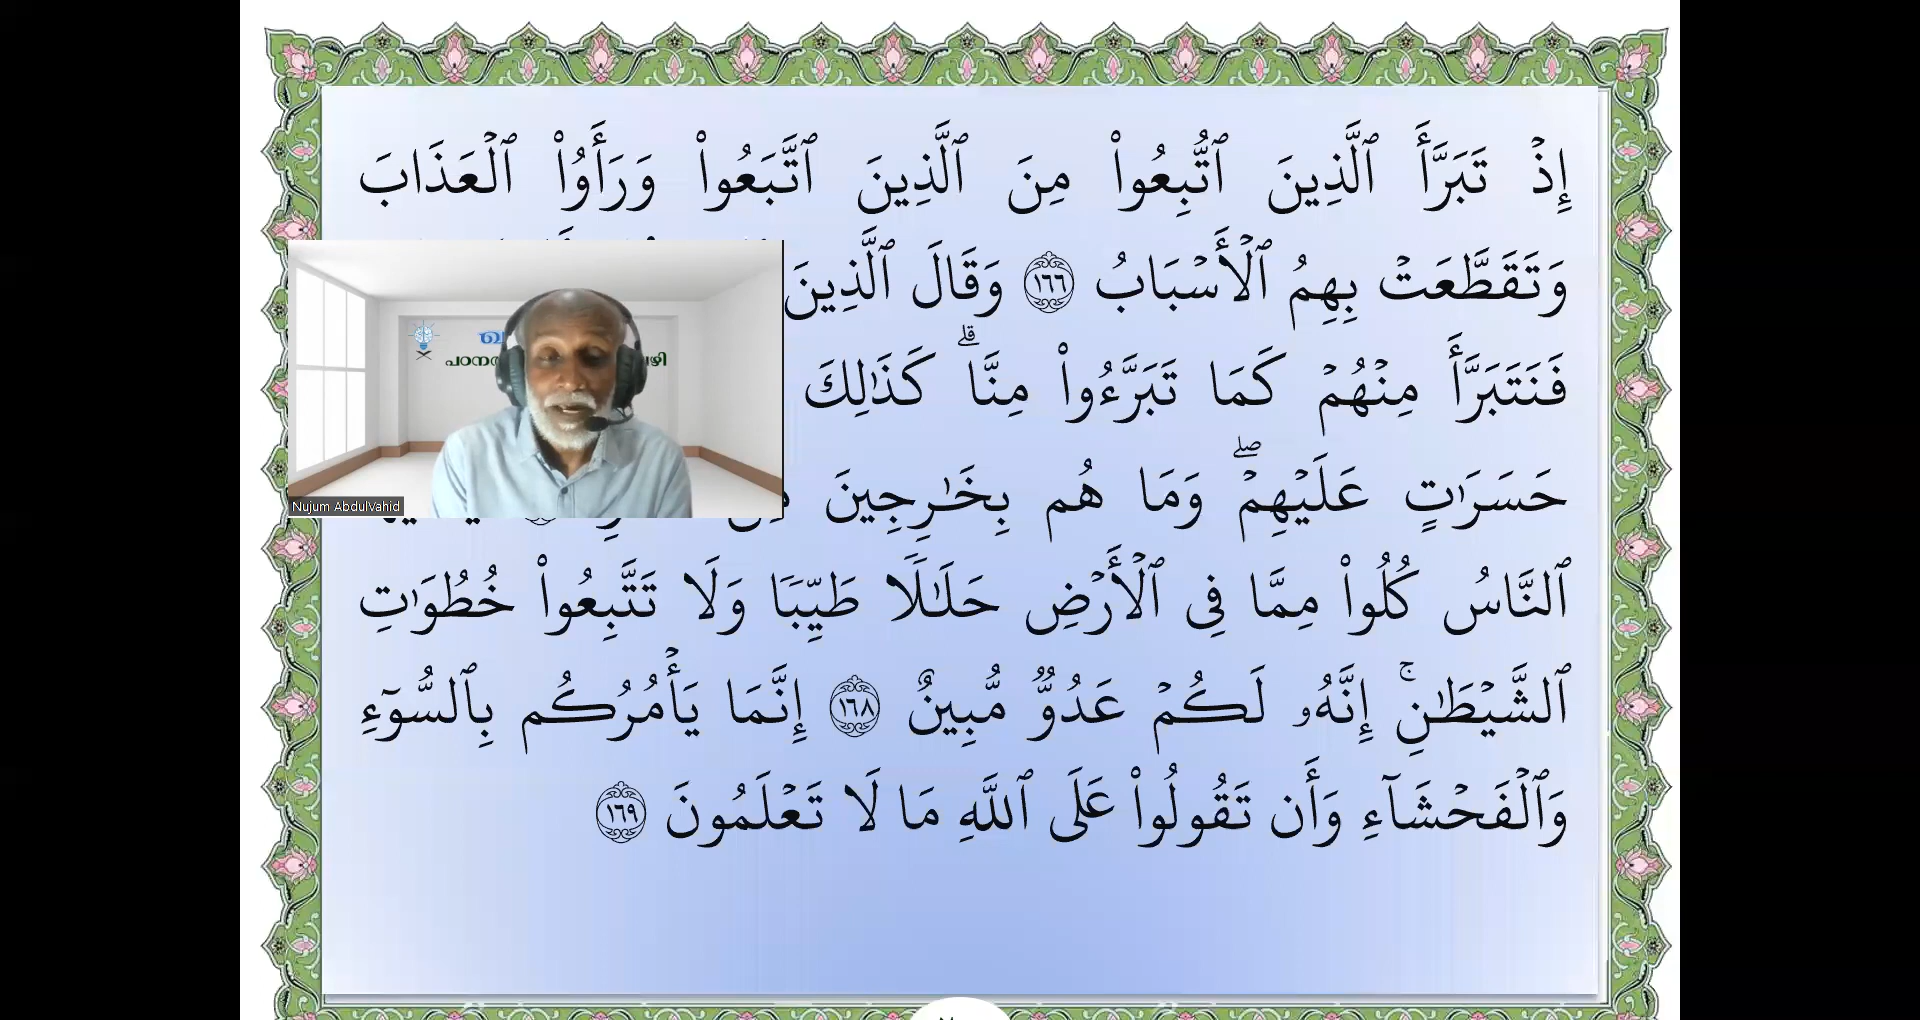 إِذۡ تَبَرَّأَ ٱلَّذِينَ ٱتُّبِعُواْ مِنَ ٱلَّذِينَ ٱتَّبَعُواْ وَرَأَوُاْ ٱلۡعَذَابَ
وَتَقَطَّعَتۡ بِهِمُ ٱلۡأَسۡبَابُ ١٦٦ وَقَالَ ٱلَّذِينَ
فَنَتَبَرَّأَ مِنۡهُمۡ كَمَا تَبَرَّءُواْ مِنَّاۗ كَذَٰلِكَ
حَسَرَٰتٍ عَلَيۡهِمۡۖ وَمَا هُم بِخَٰرِجِينَ
ٱلنَّاسُ كُلُواْ مِمَّا فِي ٱلۡأَرۡضِ حَلَٰلٗا طَيِّبٗا وَلَا تَتَّبِعُواْ خُطُوَٰتِ
ٱلشَّيۡطَٰنِۚ إِنَّهُۥ لَكُمۡ عَدُوّٞ مُّبِينٌ ١٦٨ إِنَّمَا يَأۡمُرُكُم بِٱلسُّوٓءِ
وَٱلۡفَحۡشَآءِ وَأَن تَقُولُواْ عَلَى ٱللَّهِ مَا لَا تَعۡلَمُونَ ١٦٩
Nujum AbdulVahid